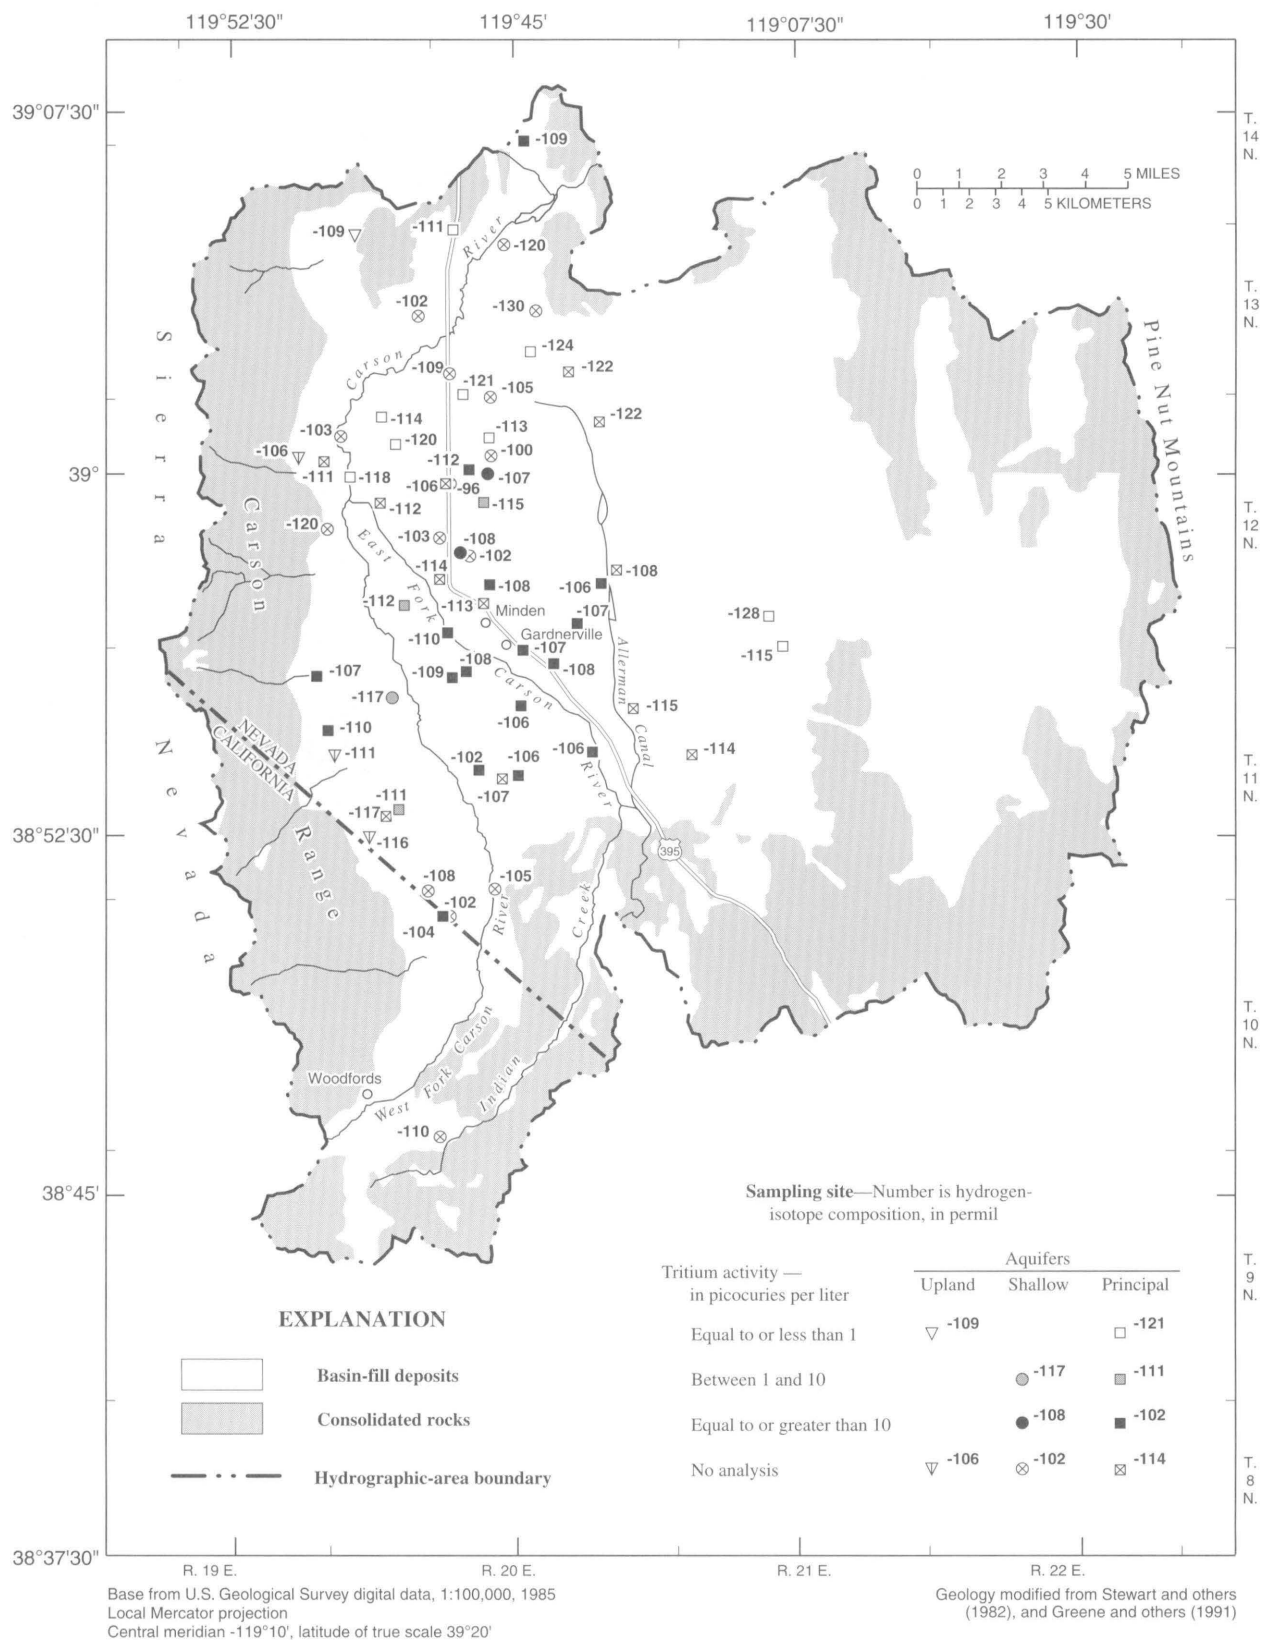 119°52'30" 119°45' 119°07'30" 119°30'
39°07'30"
T.
14
N.
-109
0 1 2 3 4 5 MILES
0 1 2 3 4 5 KILOMETERS
-109
-111
River
-120
-102
-130
T.
13
N.
-124
-109
-122
Carson
-121
-105
-114
-113
-122
-103
-120
-100
-106
-112
39°
-111
-118
-106
-96
-107
-112
-115
T.
12
N.
-120
-103
-108
-102
East
Fork
-114
-108
-106
-108
-112
-113
Minden
-107
-128
-110
Gardnerville
-107
-115
-107
-109
-108
-108
Allerman
Canal
-117
Carson
River
-106
-115
-110
-111
-102
-106
-106
-114
-107
T.
11
N.
NEVADA
CALIFORNIA
-111
-117
-116
38°52'30"
395
-108
-105
-102
-104
River
Creek
Sierra
Nevada
Carson
Range
Pine Nut Mountains
T.
10
N.
Woodfords
West Fork Carson
Indian
-110
38°45'
Sampling site—Number is hydrogen-
isotope composition, in permil
Aquifers
Tritium activity —
in picocuries per liter
Upland Shallow Principal
T.
9
N.
Equal to or less than 1 -109 -121
Between 1 and 10 -117 -111
Equal to or greater than 10 -108 -102
No analysis -106 -102 -114
EXPLANATION
Basin-fill deposits
Consolidated rocks
Hydrographic-area boundary
T.
8
N.
38°37'30"
R. 19 E. R. 20 E. R. 21 E. R. 22 E.
Base from U.S. Geological Survey digital data, 1:100,000, 1985
Local Mercator projection
Central meridian -119°10', latitude of true scale 39°20'
Geology modified from Stewart and others
(1982), and Greene and others (1991)